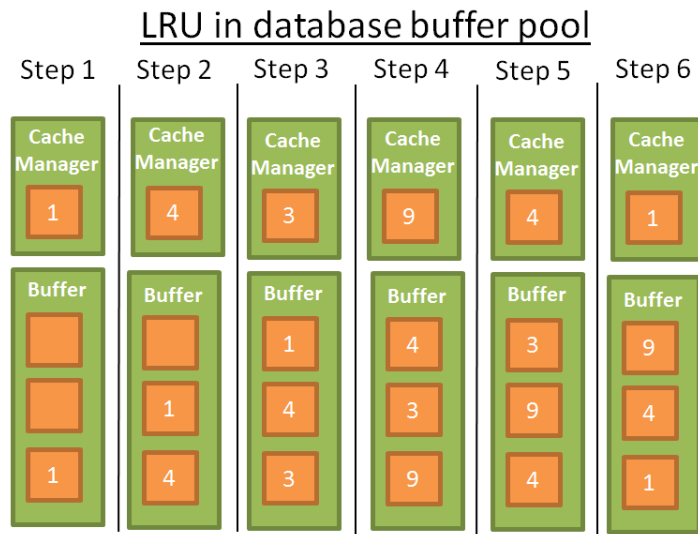 LRU in database buffer pool
Step 1
Step 2
Step 3
Step 4
Step 5
Step 6
Cache
Manager
1
Cache
Manager
4
Cache
Manager
3
Cache
Manager
9
Cache
Manager
4
Cache
Manager
1
Buffer
1
Buffer
1
4
Buffer
1
4
3
Buffer
4
3
9
Buffer
3
9
4
Buffer
9
4
1